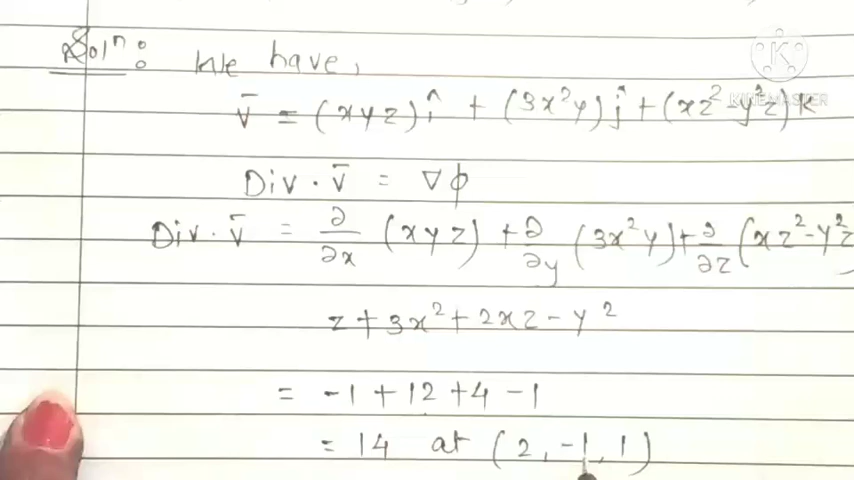 Solⁿ: We have,
v̄ = (xyz)î + (3x²y)ĵ + (xz² - y²z)k
Div · v̄ = ∇ϕ
Div · v̄ = ∂/∂x (xyz) + ∂/∂y (3x²y) + ∂/∂z (xz² - y²z
z + 3x² + 2xz - y²
= -1 + 12 + 4 - 1
= 14 at (2, -1, 1)
K
KINEMASTER